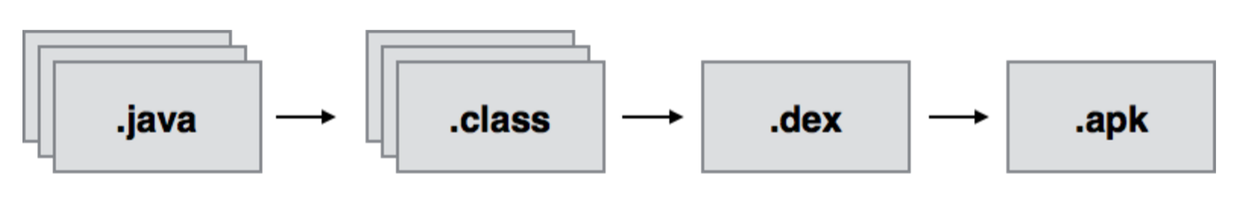 .java
.class
.dex
.apk